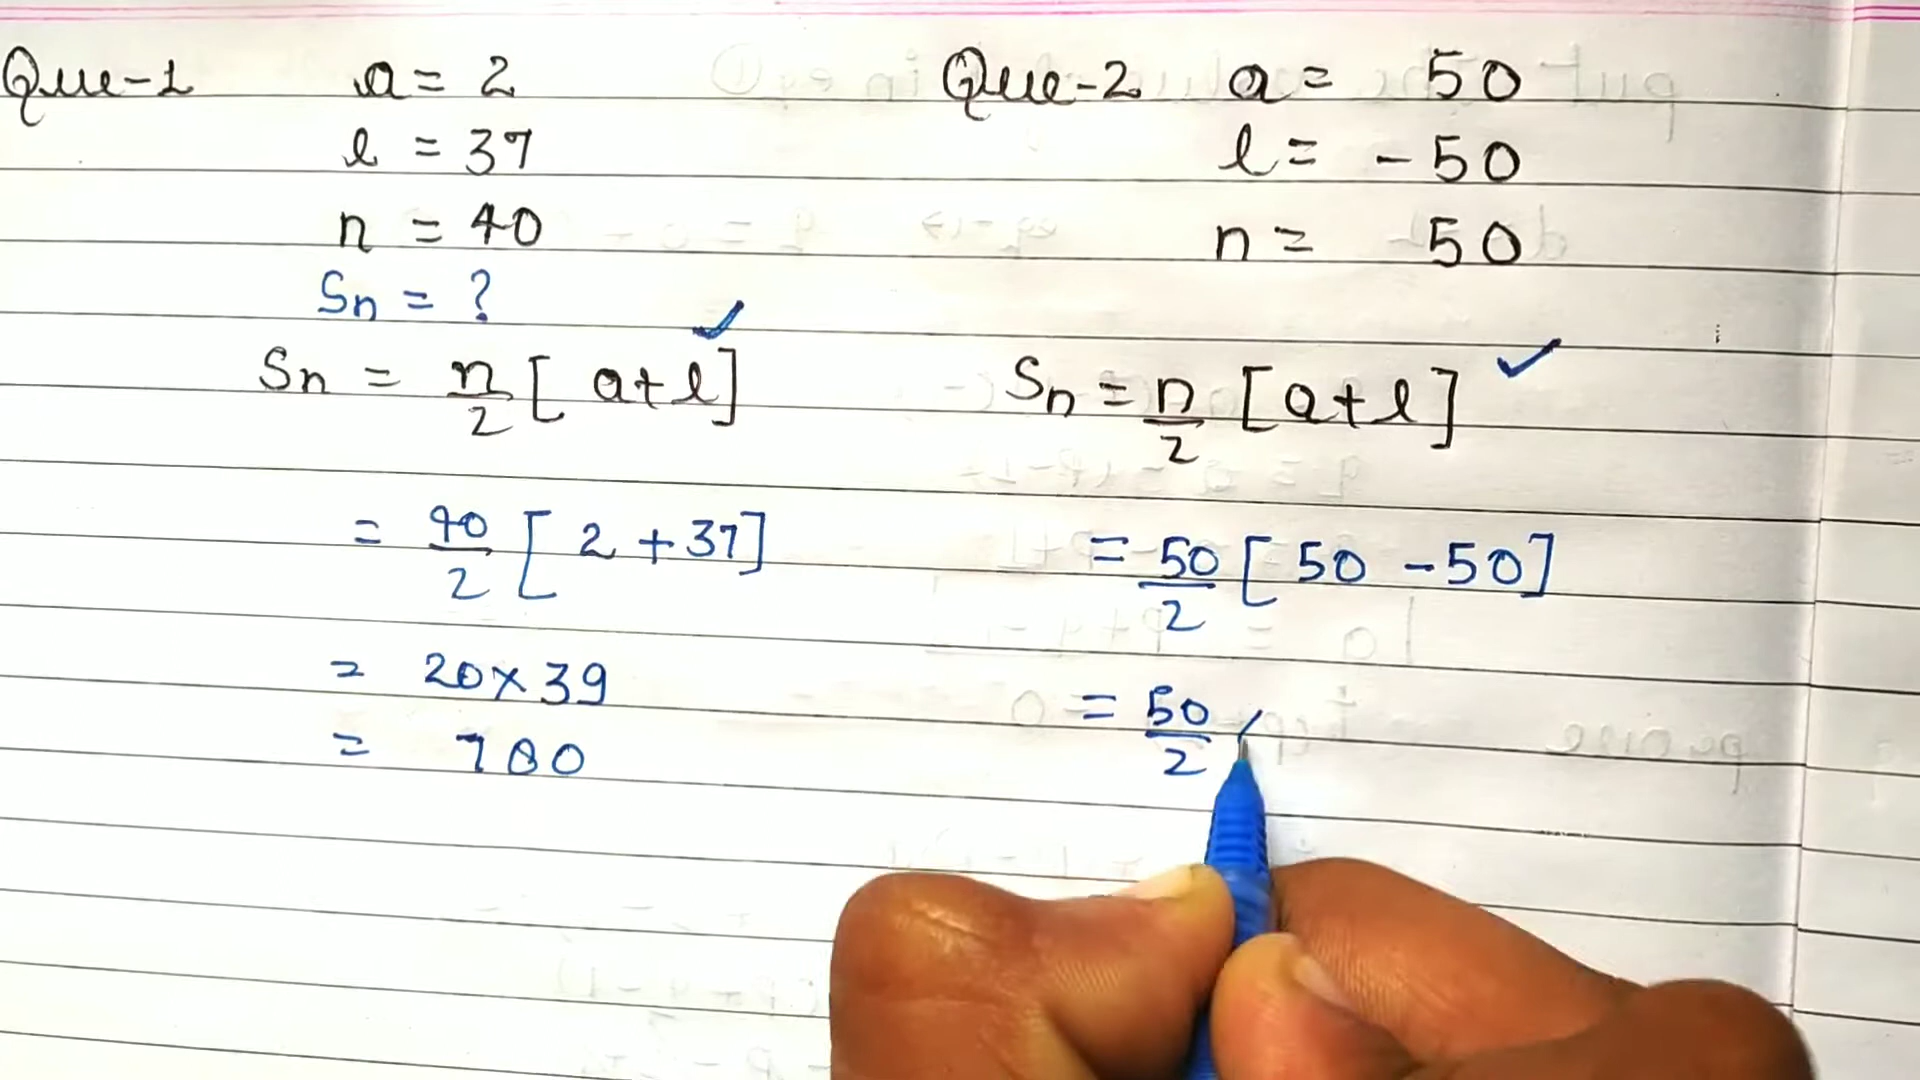 Que-1 a = 2
l = 37
n = 40
Sn = ?
Sn = n/2 [ a+l]
= 40/2 [ 2 + 37]
= 20×39
= 780
Que-2 a = 50
l = -50
n = 50
Sn = n/2 [a+l]
= 50/2 [ 50 - 50]
= 50/2